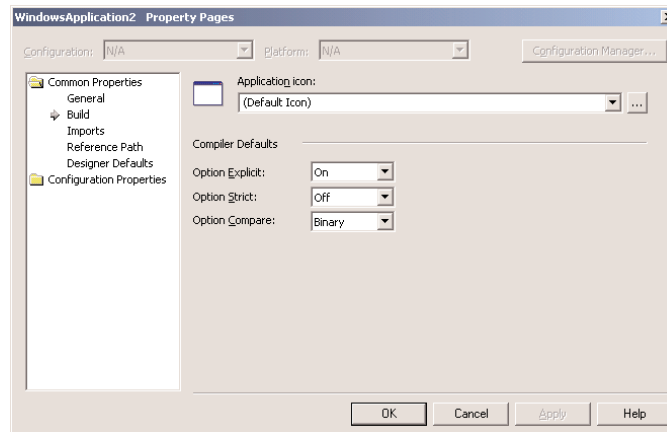 WindowsApplication2 Property Pages
Configuration: N/A Platform: N/A Configuration Manager...
Common Properties
General
Build
Imports
Reference Path
Designer Defaults
Configuration Properties
Application icon:
(Default Icon) ...
Compiler Defaults
Option Explicit: On
Option Strict: Off
Option Compare: Binary
OK Cancel Apply Help